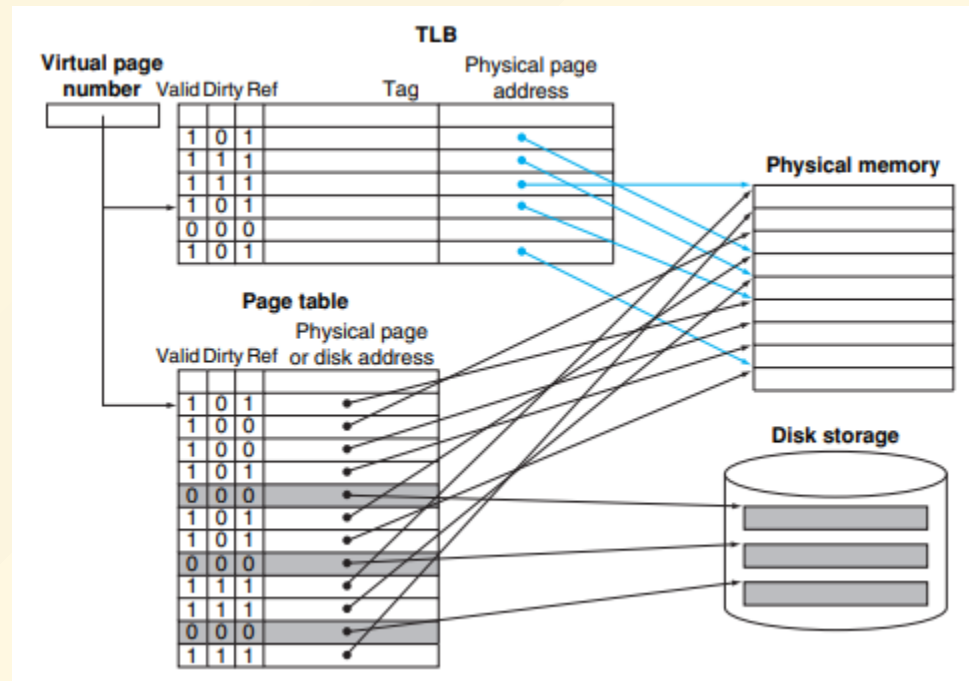 TLB
Virtual page
number
Valid Dirty Ref
Tag
Physical page
address
1 0 1
1 1 1
1 1 1
1 0 1
0 0 0
1 0 1
Physical memory
Page table
Physical page
or disk address
Valid Dirty Ref
1 0 1
1 0 0
1 0 0
1 0 1
0 0 0
1 0 1
1 0 1
0 0 0
1 1 1
1 1 1
0 0 0
1 1 1
Disk storage